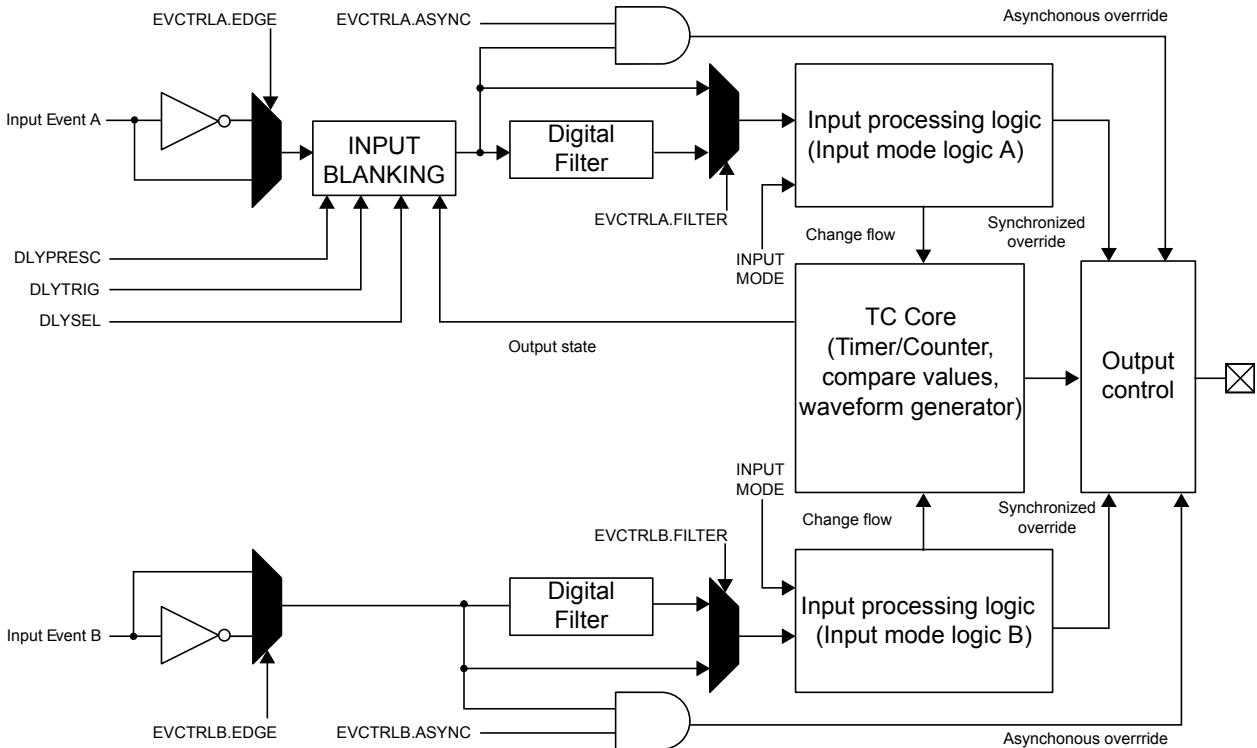 EVCTRLA.EDGE
EVCTRLA.ASYNC
Asynchonous overrride
Input Event A
INPUT
BLANKING
Digital
Filter
Input processing logic
(Input mode logic A)
EVCTRLA.FILTER
DLYPRESC
DLYTRIG
DLYSEL
INPUT
MODE
Change flow
Synchronized
override
Output state
TC Core
(Timer/Counter,
compare values,
waveform generator)
Output
control
INPUT
MODE
Change flow
Synchronized
override
EVCTRLB.FILTER
Input Event B
Digital
Filter
Input processing logic
(Input mode logic B)
EVCTRLB.EDGE
EVCTRLB.ASYNC
Asynchonous overrride